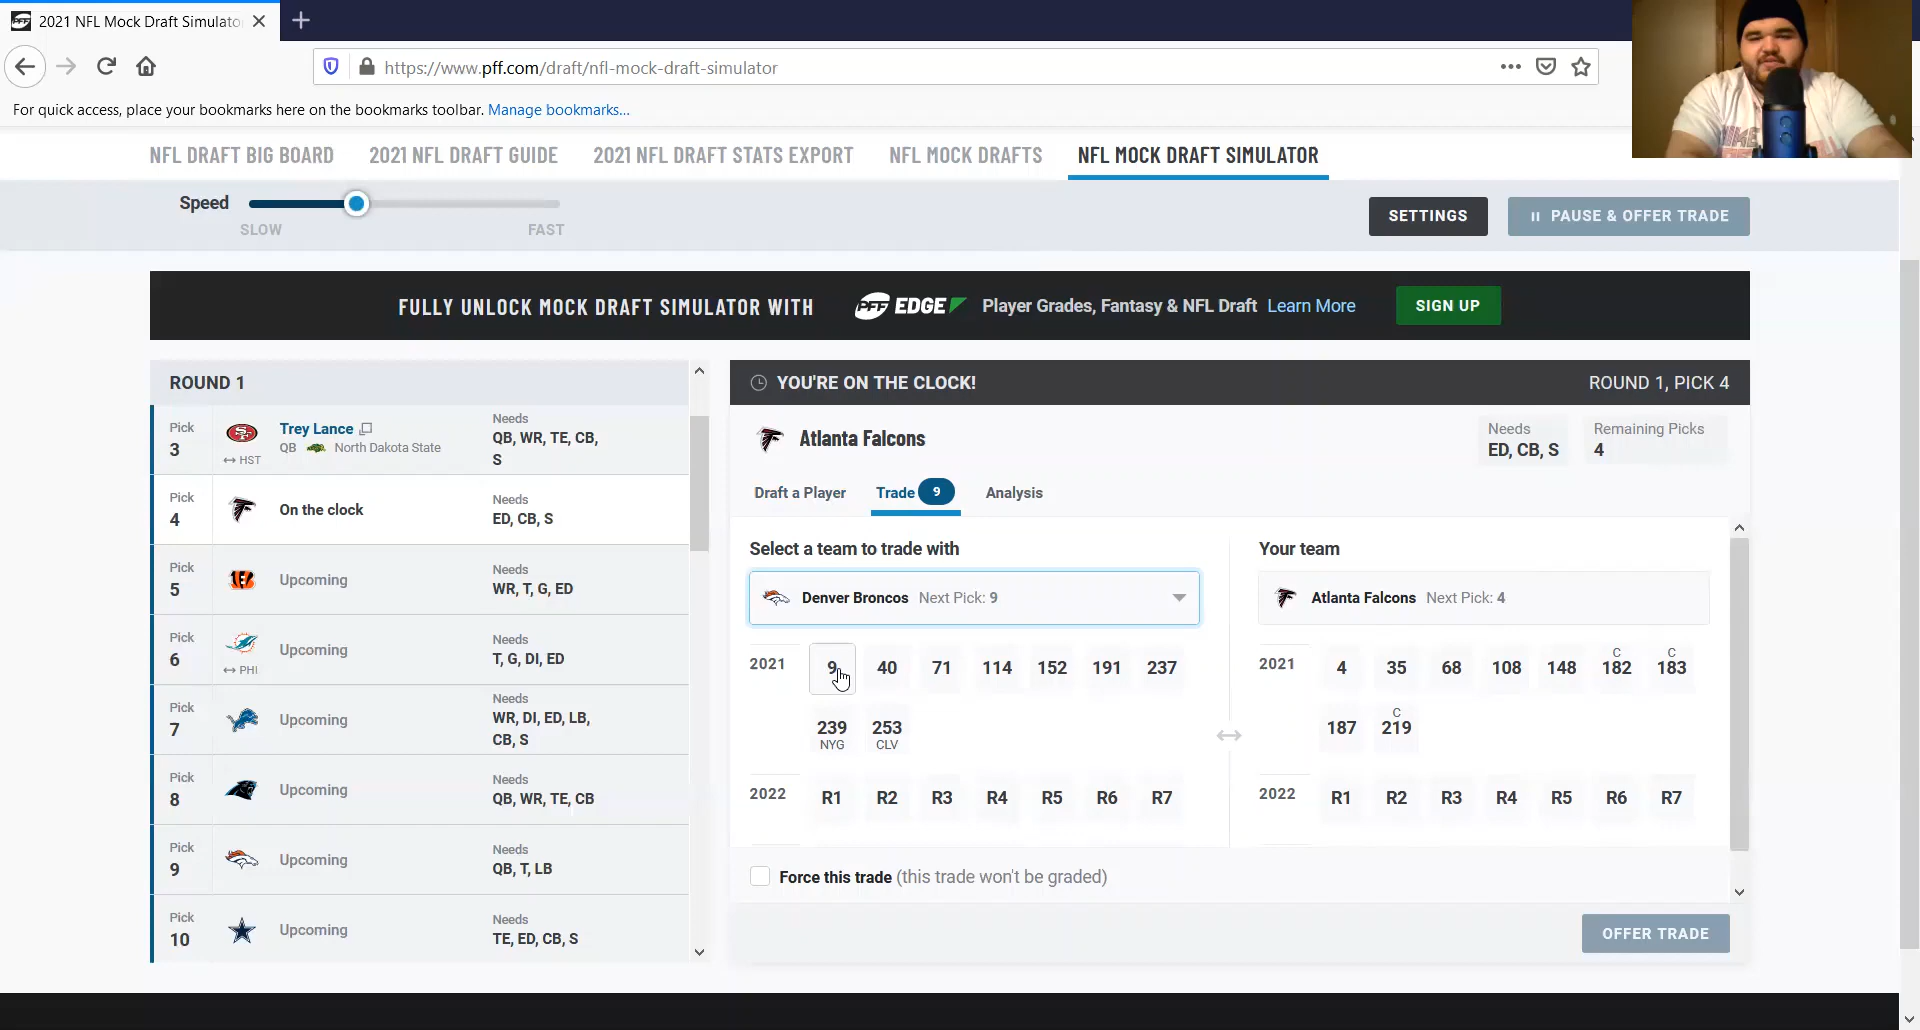 2021 NFL Mock Draft Simulato
https://www.pff.com/draft/nfl-mock-draft-simulator
For quick access, place your bookmarks here on the bookmarks toolbar. Manage bookmarks...
NFL DRAFT BIG BOARD 2021 NFL DRAFT GUIDE 2021 NFL DRAFT STATS EXPORT NFL MOCK DRAFTS NFL MOCK DRAFT SIMULATOR
Speed
SLOW FAST
SETTINGS PAUSE & OFFER TRADE
FULLY UNLOCK MOCK DRAFT SIMULATOR WITH PFF EDGE Player Grades, Fantasy & NFL Draft Learn More SIGN UP
ROUND 1
Pick 3 Trey Lance Needs
QB North Dakota State QB, WR, TE, CB,
HST S
Pick 4 On the clock Needs
ED, CB, S
Pick 5 Upcoming Needs
WR, T, G, ED
Pick 6 Upcoming Needs
PHI T, G, DI, ED
Pick 7 Upcoming Needs
WR, DI, ED, LB,
CB, S
Pick 8 Upcoming Needs
QB, WR, TE, CB
Pick 9 Upcoming Needs
QB, T, LB
Pick 10 Upcoming Needs
TE, ED, CB, S
YOU'RE ON THE CLOCK! ROUND 1, PICK 4
Atlanta Falcons
Needs
ED, CB, S
Remaining Picks
4
Draft a Player Trade 9 Analysis
Select a team to trade with
Denver Broncos Next Pick: 9
2021 9 40 71 114 152 191 237
239 253
NYG CLV
2022 R1 R2 R3 R4 R5 R6 R7
Your team
Atlanta Falcons Next Pick: 4
C C
2021 4 35 68 108 148 182 183
C
187 219
2022 R1 R2 R3 R4 R5 R6 R7
Force this trade (this trade won't be graded)
OFFER TRADE